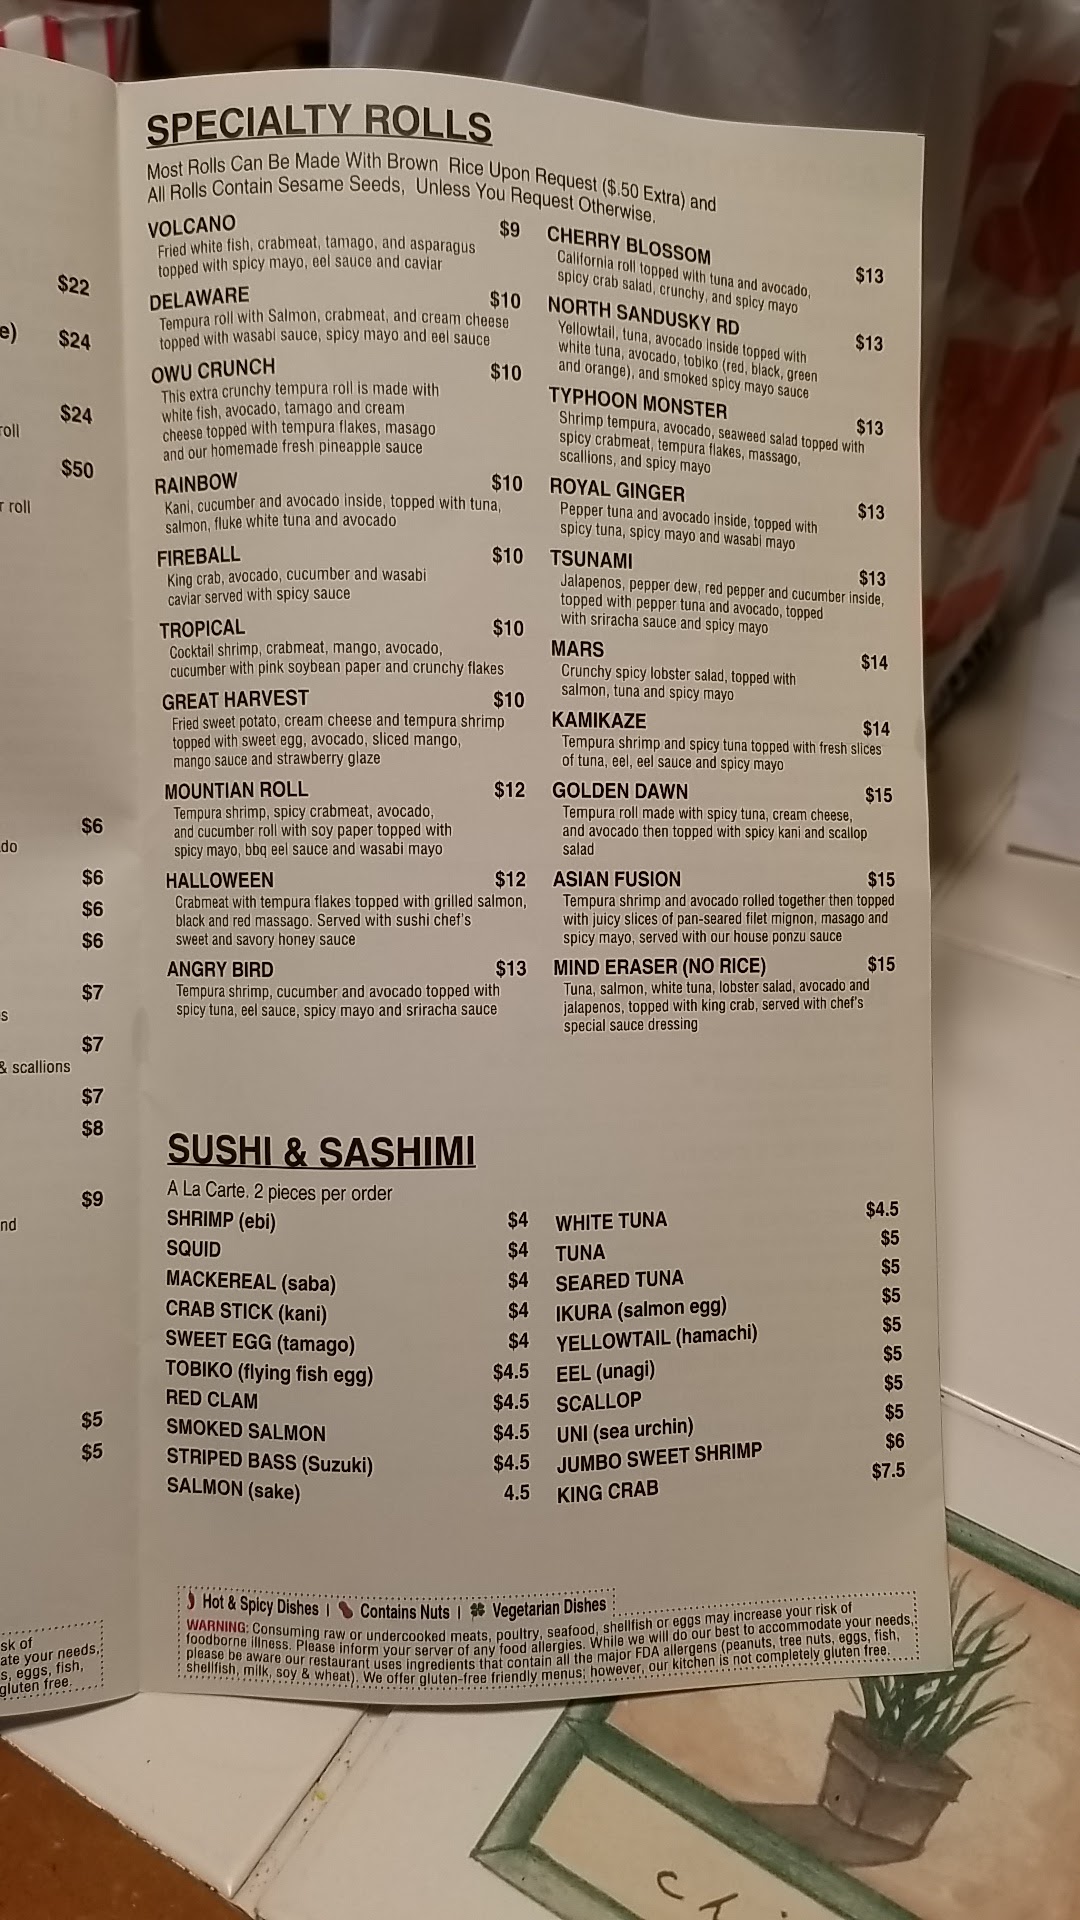 $22
e)
$24
$24
roll
$50
r roll
$6
do
$6
$6
$6
$7
s
$7
& scallions
$7
$8
$9
nd
$5
$5
sk of
ate your needs,
s, eggs, fish,
gluten free.
SPECIALTY ROLLS
Most Rolls Can Be Made With Brown Rice Upon Request ($.50 Extra) and
All Rolls Contain Sesame Seeds, Unless You Request Otherwise.
VOLCANO $9
Fried white fish, crabmeat, tamago, and asparagus
topped with spicy mayo, eel sauce and caviar
DELAWARE $10
Tempura roll with Salmon, crabmeat, and cream cheese
topped with wasabi sauce, spicy mayo and eel sauce
OWU CRUNCH $10
This extra crunchy tempura roll is made with
white fish, avocado, tamago and cream
cheese topped with tempura flakes, masago
and our homemade fresh pineapple sauce
RAINBOW $10
Kani, cucumber and avocado inside, topped with tuna,
salmon, fluke white tuna and avocado
FIREBALL $10
King crab, avocado, cucumber and wasabi
caviar served with spicy sauce
TROPICAL $10
Cocktail shrimp, crabmeat, mango, avocado,
cucumber with pink soybean paper and crunchy flakes
GREAT HARVEST $10
Fried sweet potato, cream cheese and tempura shrimp
topped with sweet egg, avocado, sliced mango,
mango sauce and strawberry glaze
MOUNTIAN ROLL $12
Tempura shrimp, spicy crabmeat, avocado,
and cucumber roll with soy paper topped with
spicy mayo, bbq eel sauce and wasabi mayo
HALLOWEEN $12
Crabmeat with tempura flakes topped with grilled salmon,
black and red massago. Served with sushi chef's
sweet and savory honey sauce
ANGRY BIRD $13
Tempura shrimp, cucumber and avocado topped with
spicy tuna, eel sauce, spicy mayo and sriracha sauce
CHERRY BLOSSOM $13
California roll topped with tuna and avocado,
spicy crab salad, crunchy, and spicy mayo
NORTH SANDUSKY RD $13
Yellowtail, tuna, avocado inside topped with
white tuna, avocado, tobiko (red, black, green
and orange), and smoked spicy mayo sauce
TYPHOON MONSTER $13
Shrimp tempura, avocado, seaweed salad topped with
spicy crabmeat, tempura flakes, massago,
scallions, and spicy mayo
ROYAL GINGER $13
Pepper tuna and avocado inside, topped with
spicy tuna, spicy mayo and wasabi mayo
TSUNAMI $13
Jalapenos, pepper dew, red pepper and cucumber inside,
topped with pepper tuna and avocado, topped
with sriracha sauce and spicy mayo
MARS $14
Crunchy spicy lobster salad, topped with
salmon, tuna and spicy mayo
KAMIKAZE $14
Tempura shrimp and spicy tuna topped with fresh slices
of tuna, eel, eel sauce and spicy mayo
GOLDEN DAWN $15
Tempura roll made with spicy tuna, cream cheese,
and avocado then topped with spicy kani and scallop
salad
ASIAN FUSION $15
Tempura shrimp and avocado rolled together then topped
with juicy slices of pan-seared filet mignon, masago and
spicy mayo, served with our house ponzu sauce
MIND ERASER (NO RICE) $15
Tuna, salmon, white tuna, lobster salad, avocado and
jalapenos, topped with king crab, served with chef's
special sauce dressing
SUSHI & SASHIMI
A La Carte. 2 pieces per order
SHRIMP (ebi) $4
SQUID $4
MACKEREAL (saba) $4
CRAB STICK (kani) $4
SWEET EGG (tamago) $4
TOBIKO (flying fish egg) $4.5
RED CLAM $4.5
SMOKED SALMON $4.5
STRIPED BASS (Suzuki) $4.5
SALMON (sake) 4.5
WHITE TUNA $4.5
TUNA $5
SEARED TUNA $5
IKURA (salmon egg) $5
YELLOWTAIL (hamachi) $5
EEL (unagi) $5
SCALLOP $5
UNI (sea urchin) $5
JUMBO SWEET SHRIMP $6
KING CRAB $7.5
Hot & Spicy Dishes | Contains Nuts | Vegetarian Dishes
WARNING: Consuming raw or undercooked meats, poultry, seafood, shellfish or eggs may increase your risk of
foodborne illness. Please inform your server of any food allergies. While we will do our best to accommodate your needs,
please be aware our restaurant uses ingredients that contain all the major FDA allergens (peanuts, tree nuts, eggs, fish,
shellfish, milk, soy & wheat). We offer gluten-free friendly menus; however, our kitchen is not completely gluten free.